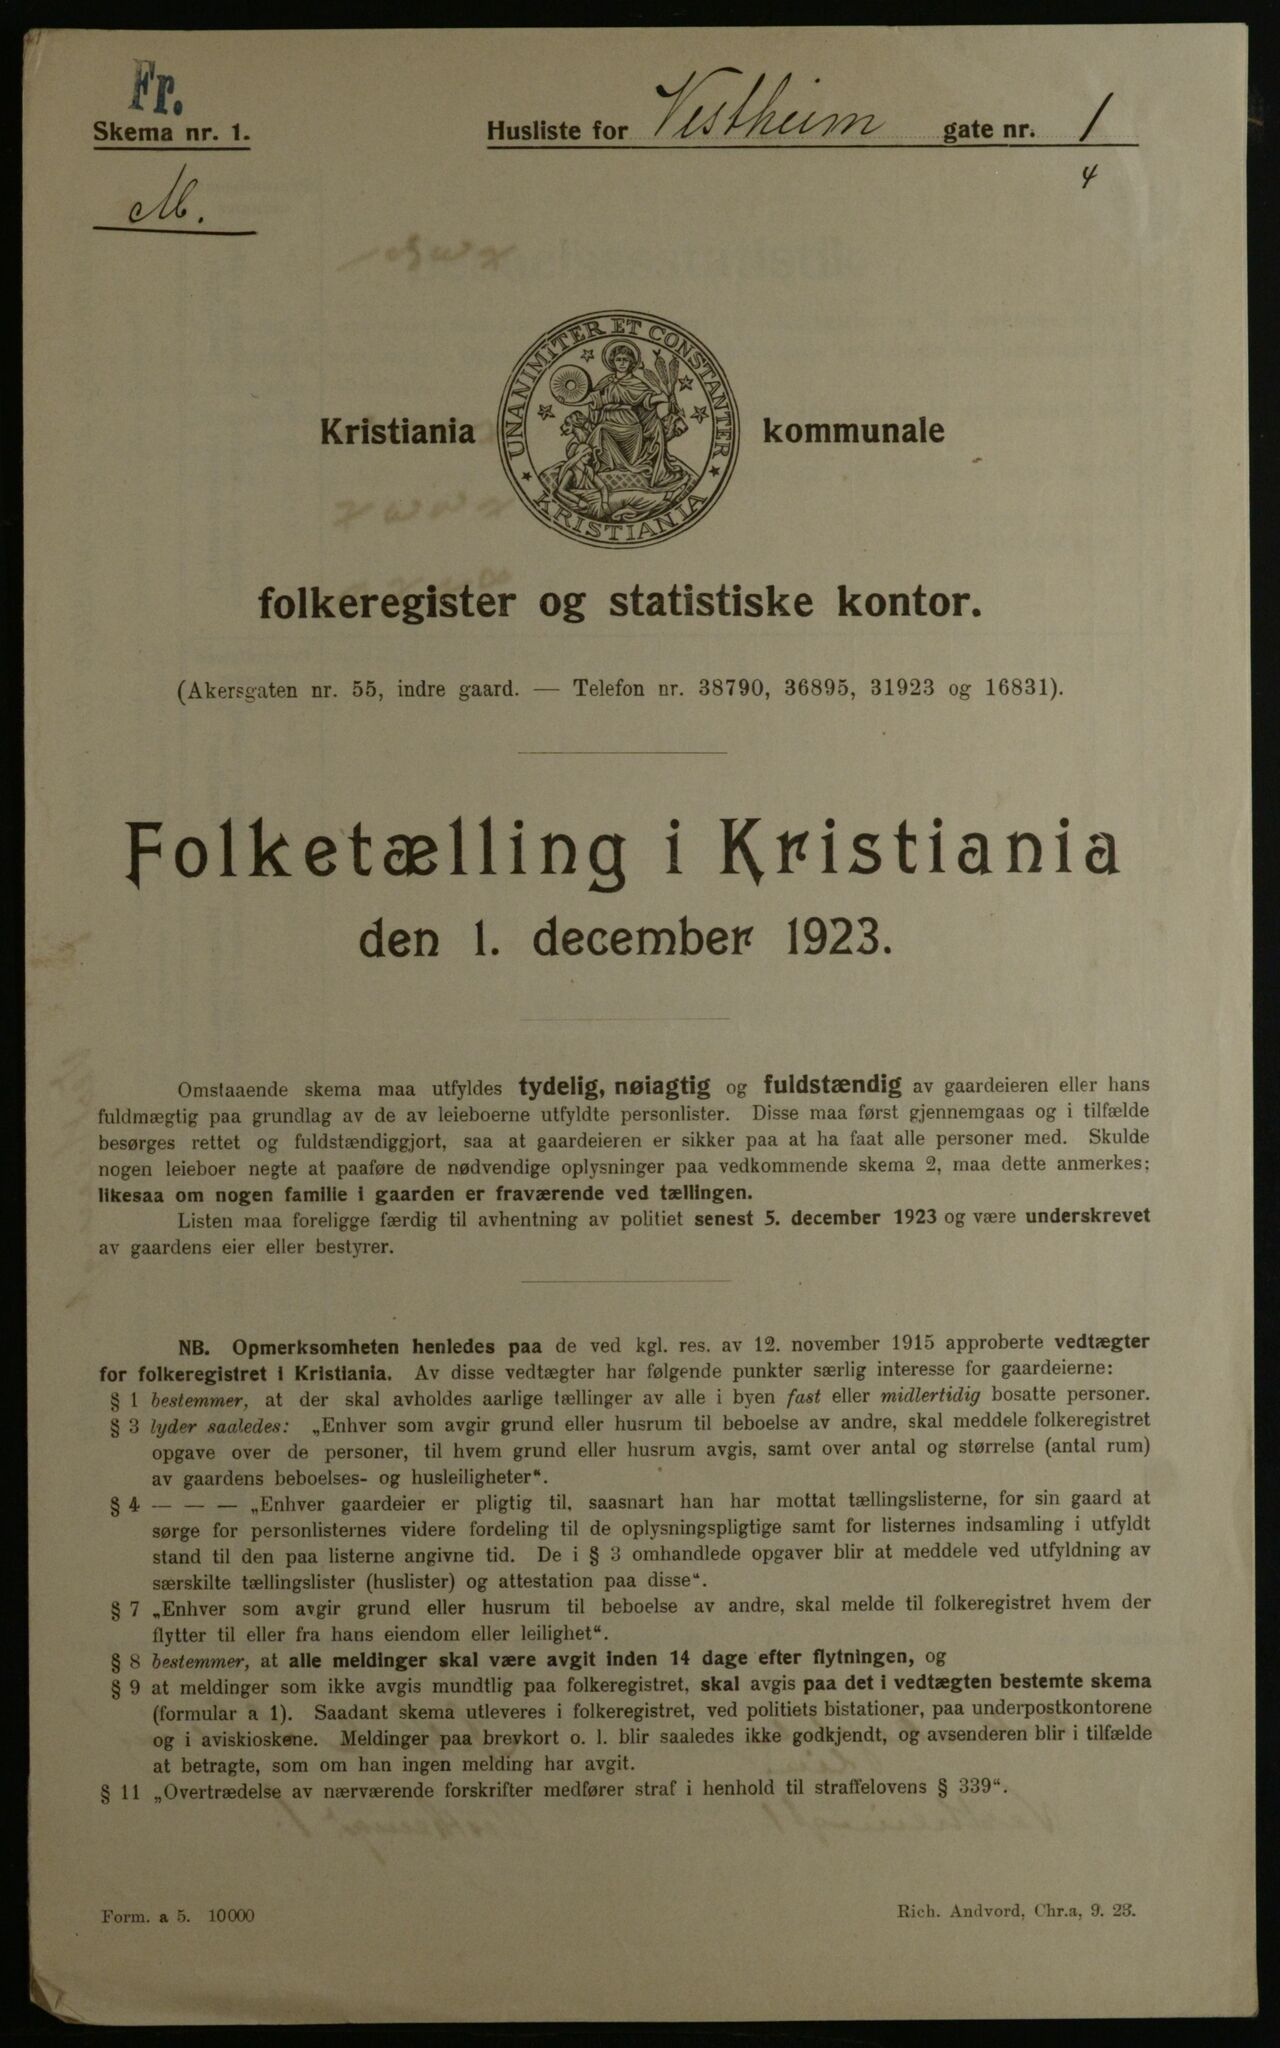 Fr.
Skema nr. 1.
M.
Husliste for Vestheim gate nr. 1
4
UNANIMITER ET CONSTANTER
KRISTIANIA
Kristiania kommunale
folkeregister og statistiske kontor.
(Akersgaten nr. 55, indre gaard. — Telefon nr. 38790, 36895, 31923 og 16831).
Folketælling i Kristiania
den 1. december 1923.
Omstaaende skema maa utfyldes tydelig, nøiagtig og fuldstændig av gaardeieren eller hans
fuldmægtig paa grundlag av de av leieboerne utfyldte personlister. Disse maa først gjennemgaas og i tilfælde
besørges rettet og fuldstændiggjort, saa at gaardeieren er sikker paa at ha faat alle personer med. Skulde
nogen leieboer negte at paaføre de nødvendige oplysninger paa vedkommende skema 2, maa dette anmerkes;
likesaa om nogen familie i gaarden er fraværende ved tællingen.
Listen maa foreligge færdig til avhentning av politiet senest 5. december 1923 og være underskrevet
av gaardens eier eller bestyrer.
NB. Opmerksomheten henledes paa de ved kgl. res. av 12. november 1915 approberte vedtægter
for folkeregistret i Kristiania. Av disse vedtægter har følgende punkter særlig interesse for gaardeierne:
§ 1 bestemmer, at der skal avholdes aarlige tællinger av alle i byen fast eller midlertidig bosatte personer.
§ 3 lyder saaledes: „Enhver som avgir grund eller husrum til beboelse av andre, skal meddele folkeregistret
opgave over de personer, til hvem grund eller husrum avgis, samt over antal og størrelse (antal rum)
av gaardens beboelses- og husleiligheter“.
§ 4 — — — „Enhver gaardeier er pligtig til, saasnart han har mottat tællingslisterne, for sin gaard at
sørge for personlisternes videre fordeling til de oplysningspligtige samt for listernes indsamling i utfyldt
stand til den paa listerne angivne tid. De i § 3 omhandlede opgaver blir at meddele ved utfyldning av
særskilte tællingslister (huslister) og attestation paa disse“.
§ 7 „Enhver som avgir grund eller husrum til beboelse av andre, skal melde til folkeregistret hvem der
flytter til eller fra hans eiendom eller leilighet“.
§ 8 bestemmer, at alle meldinger skal være avgit inden 14 dage efter flytningen, og
§ 9 at meldinger som ikke avgis mundtlig paa folkeregistret, skal avgis paa det i vedtægten bestemte skema
(formular a 1). Saadant skema utleveres i folkeregistret, ved politiets bistationer, paa underpostkontorene
og i aviskioskene. Meldinger paa brevkort o. l. blir saaledes ikke godkjendt, og avsenderen blir i tilfælde
at betragte, som om han ingen melding har avgit.
§ 11 „Overtrædelse av nærværende forskrifter medfører straf i henhold til straffelovens § 339“.
Form. a 5. 10000
Rich. Andvord, Chr.a, 9. 23.